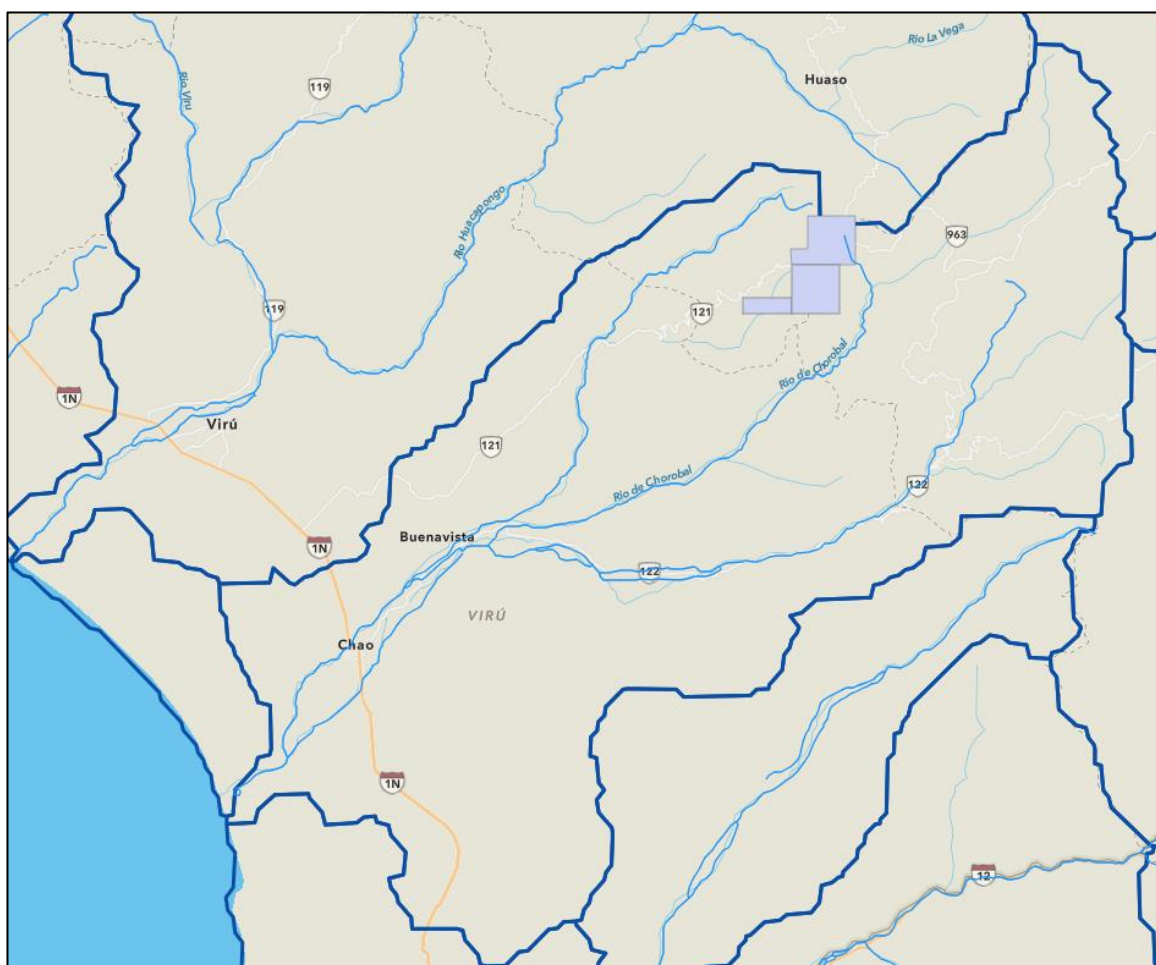 Río La Vega
Huaso
119
Río Virú
Río Huacapongo
963
119
121
Río de Chorobal
1N
Virú
121
Río de Chorobal
122
Buenavista
1N
122
VIRÚ
Chao
1N
12